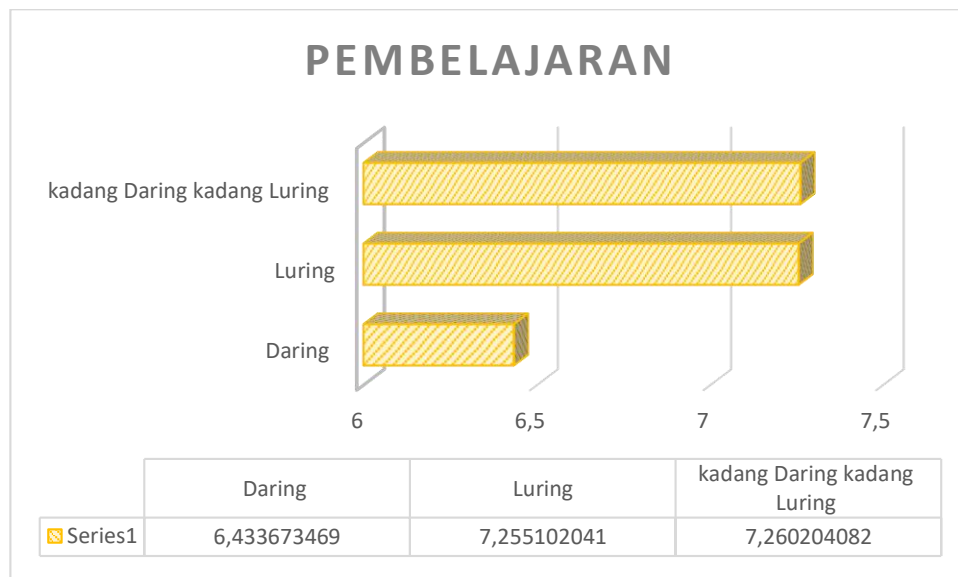 PEMBELAJARAN
kadang Daring kadang Luring
Luring
Daring
6 6,5 7 7,5
Daring Luring kadang Daring kadang
Luring
Series1 6,433673469 7,255102041 7,260204082